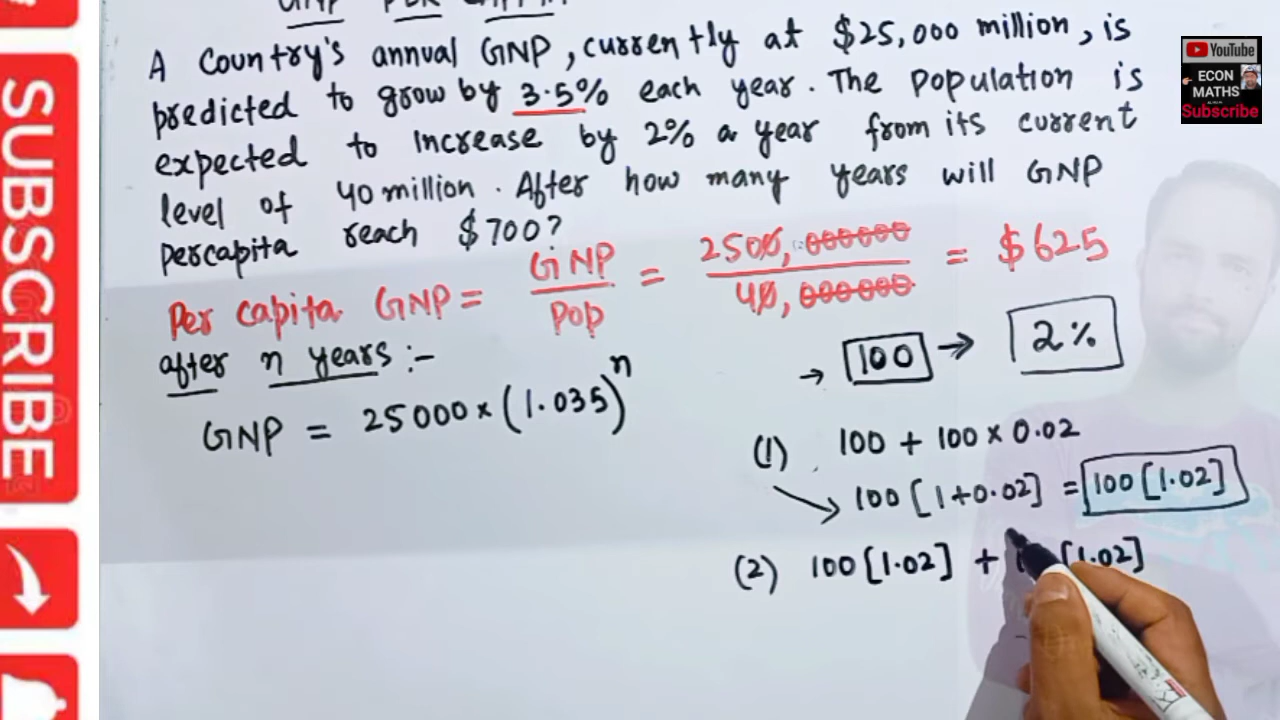 GNP PER CAPITA
A Country's annual GNP, currently at $25,000 million, is
predicted to grow by 3.5% each year. The Population is
expected to Increase by 2% a year from its current
level of 40 million. After how many years will GNP
Percapita reach $700?
Per capita GNP = GNP / POP = 25000,000000 / 40,000000 = $625
after n years :-
GNP = 25000 × (1.035)^n
→ 100 → 2%
(1) 100 + 100 × 0.02
100 [1+0.02] = 100 [1.02]
(2) 100 [1.02] + [1.02]
SUBSCRIBE
YouTube
ECON
MATHS
Subscribe